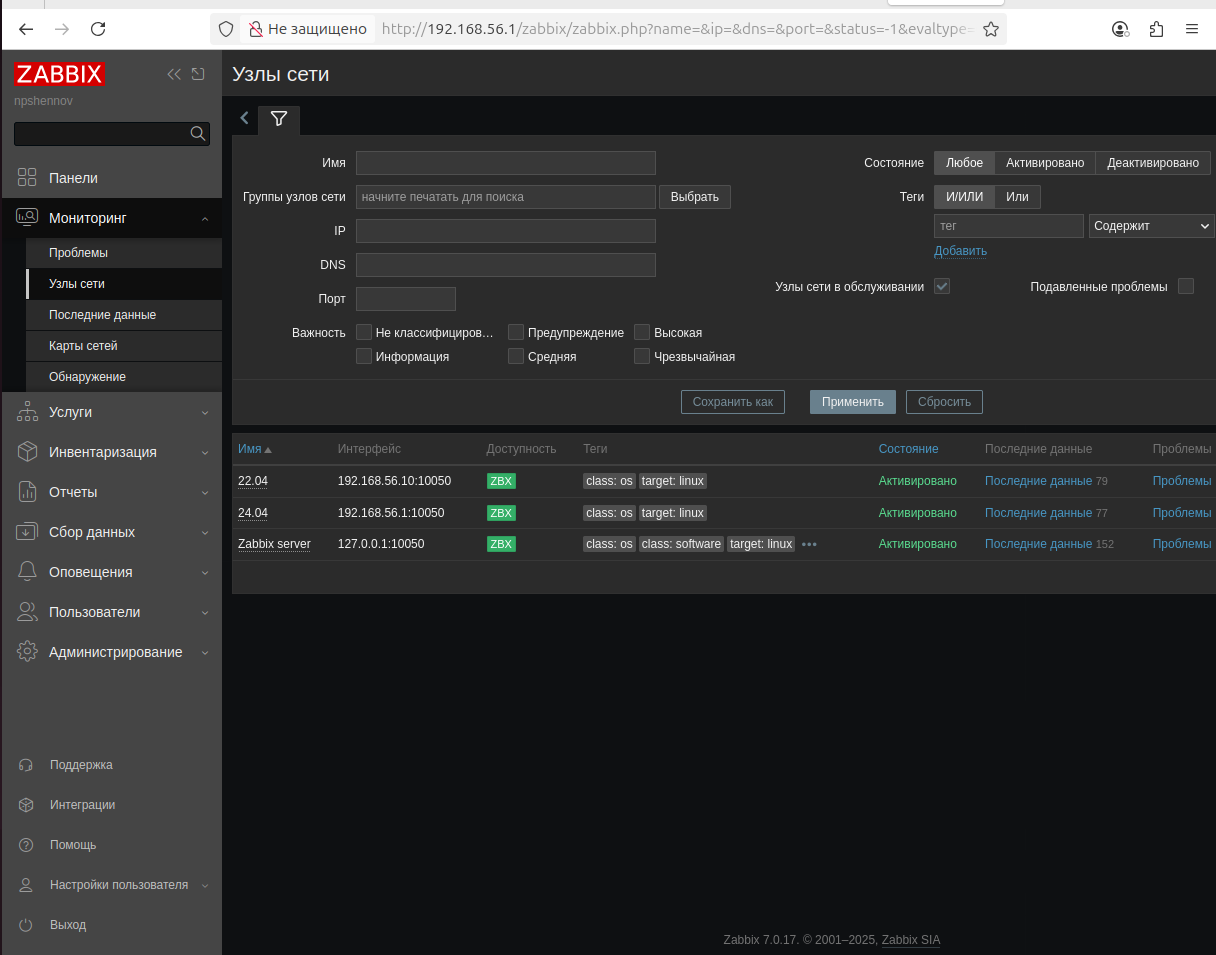 Не защищено http://192.168.56.1/zabbix/zabbix.php?name=&ip=&dns=&port=&status=-1&evaltype=
ZABBIX
npshennov
Панели
Мониторинг
Проблемы
Узлы сети
Последние данные
Карты сетей
Обнаружение
Услуги
Инвентаризация
Отчеты
Сбор данных
Оповещения
Пользователи
Администрирование
Поддержка
Интеграции
Помощь
Настройки пользователя
Выход
Узлы сети
Имя
Группы узлов сети начните печатать для поиска Выбрать
IP
DNS
Порт
Важность Не классифициров… Предупреждение Высокая
Информация Средняя Чрезвычайная
Состояние Любое Активировано Деактивировано
Теги И/ИЛИ Или
тег Содержит
Добавить
Узлы сети в обслуживании Подавленные проблемы
Сохранить как Применить Сбросить
Имя Интерфейс Доступность Теги Состояние Последние данные Проблемы
22.04 192.168.56.10:10050 ZBX class: os target: linux Активировано Последние данные 79 Проблемы
24.04 192.168.56.1:10050 ZBX class: os target: linux Активировано Последние данные 77 Проблемы
Zabbix server 127.0.0.1:10050 ZBX class: os class: software target: linux ••• Активировано Последние данные 152 Проблемы
Zabbix 7.0.17. © 2001–2025, Zabbix SIA